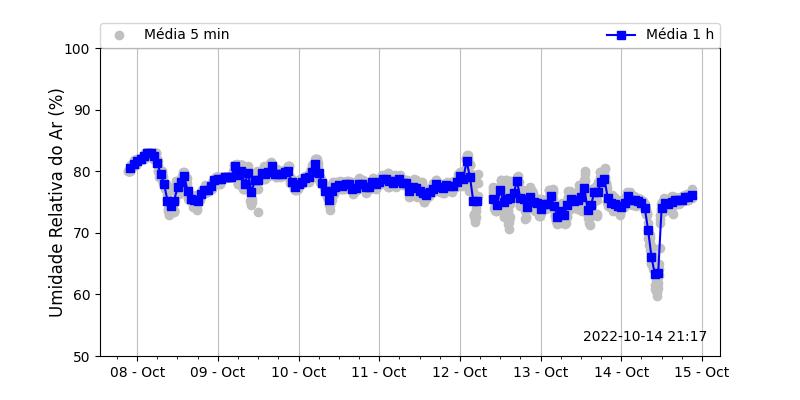 Média 5 min
Média 1 h
Umidade Relativa do Ar (%)
100
90
80
70
60
50
2022-10-14 21:17
08 - Oct
09 - Oct
10 - Oct
11 - Oct
12 - Oct
13 - Oct
14 - Oct
15 - Oct